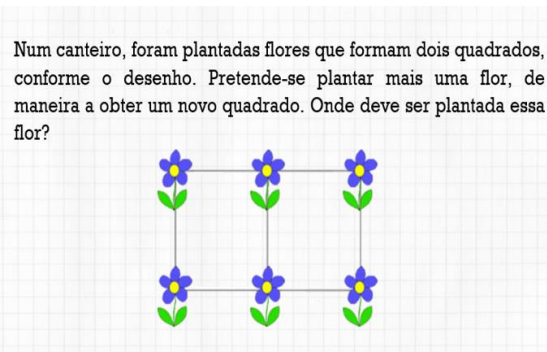 Num canteiro, foram plantadas flores que formam dois quadrados,
conforme o desenho. Pretende-se plantar mais uma flor, de
maneira a obter um novo quadrado. Onde deve ser plantada essa
flor?